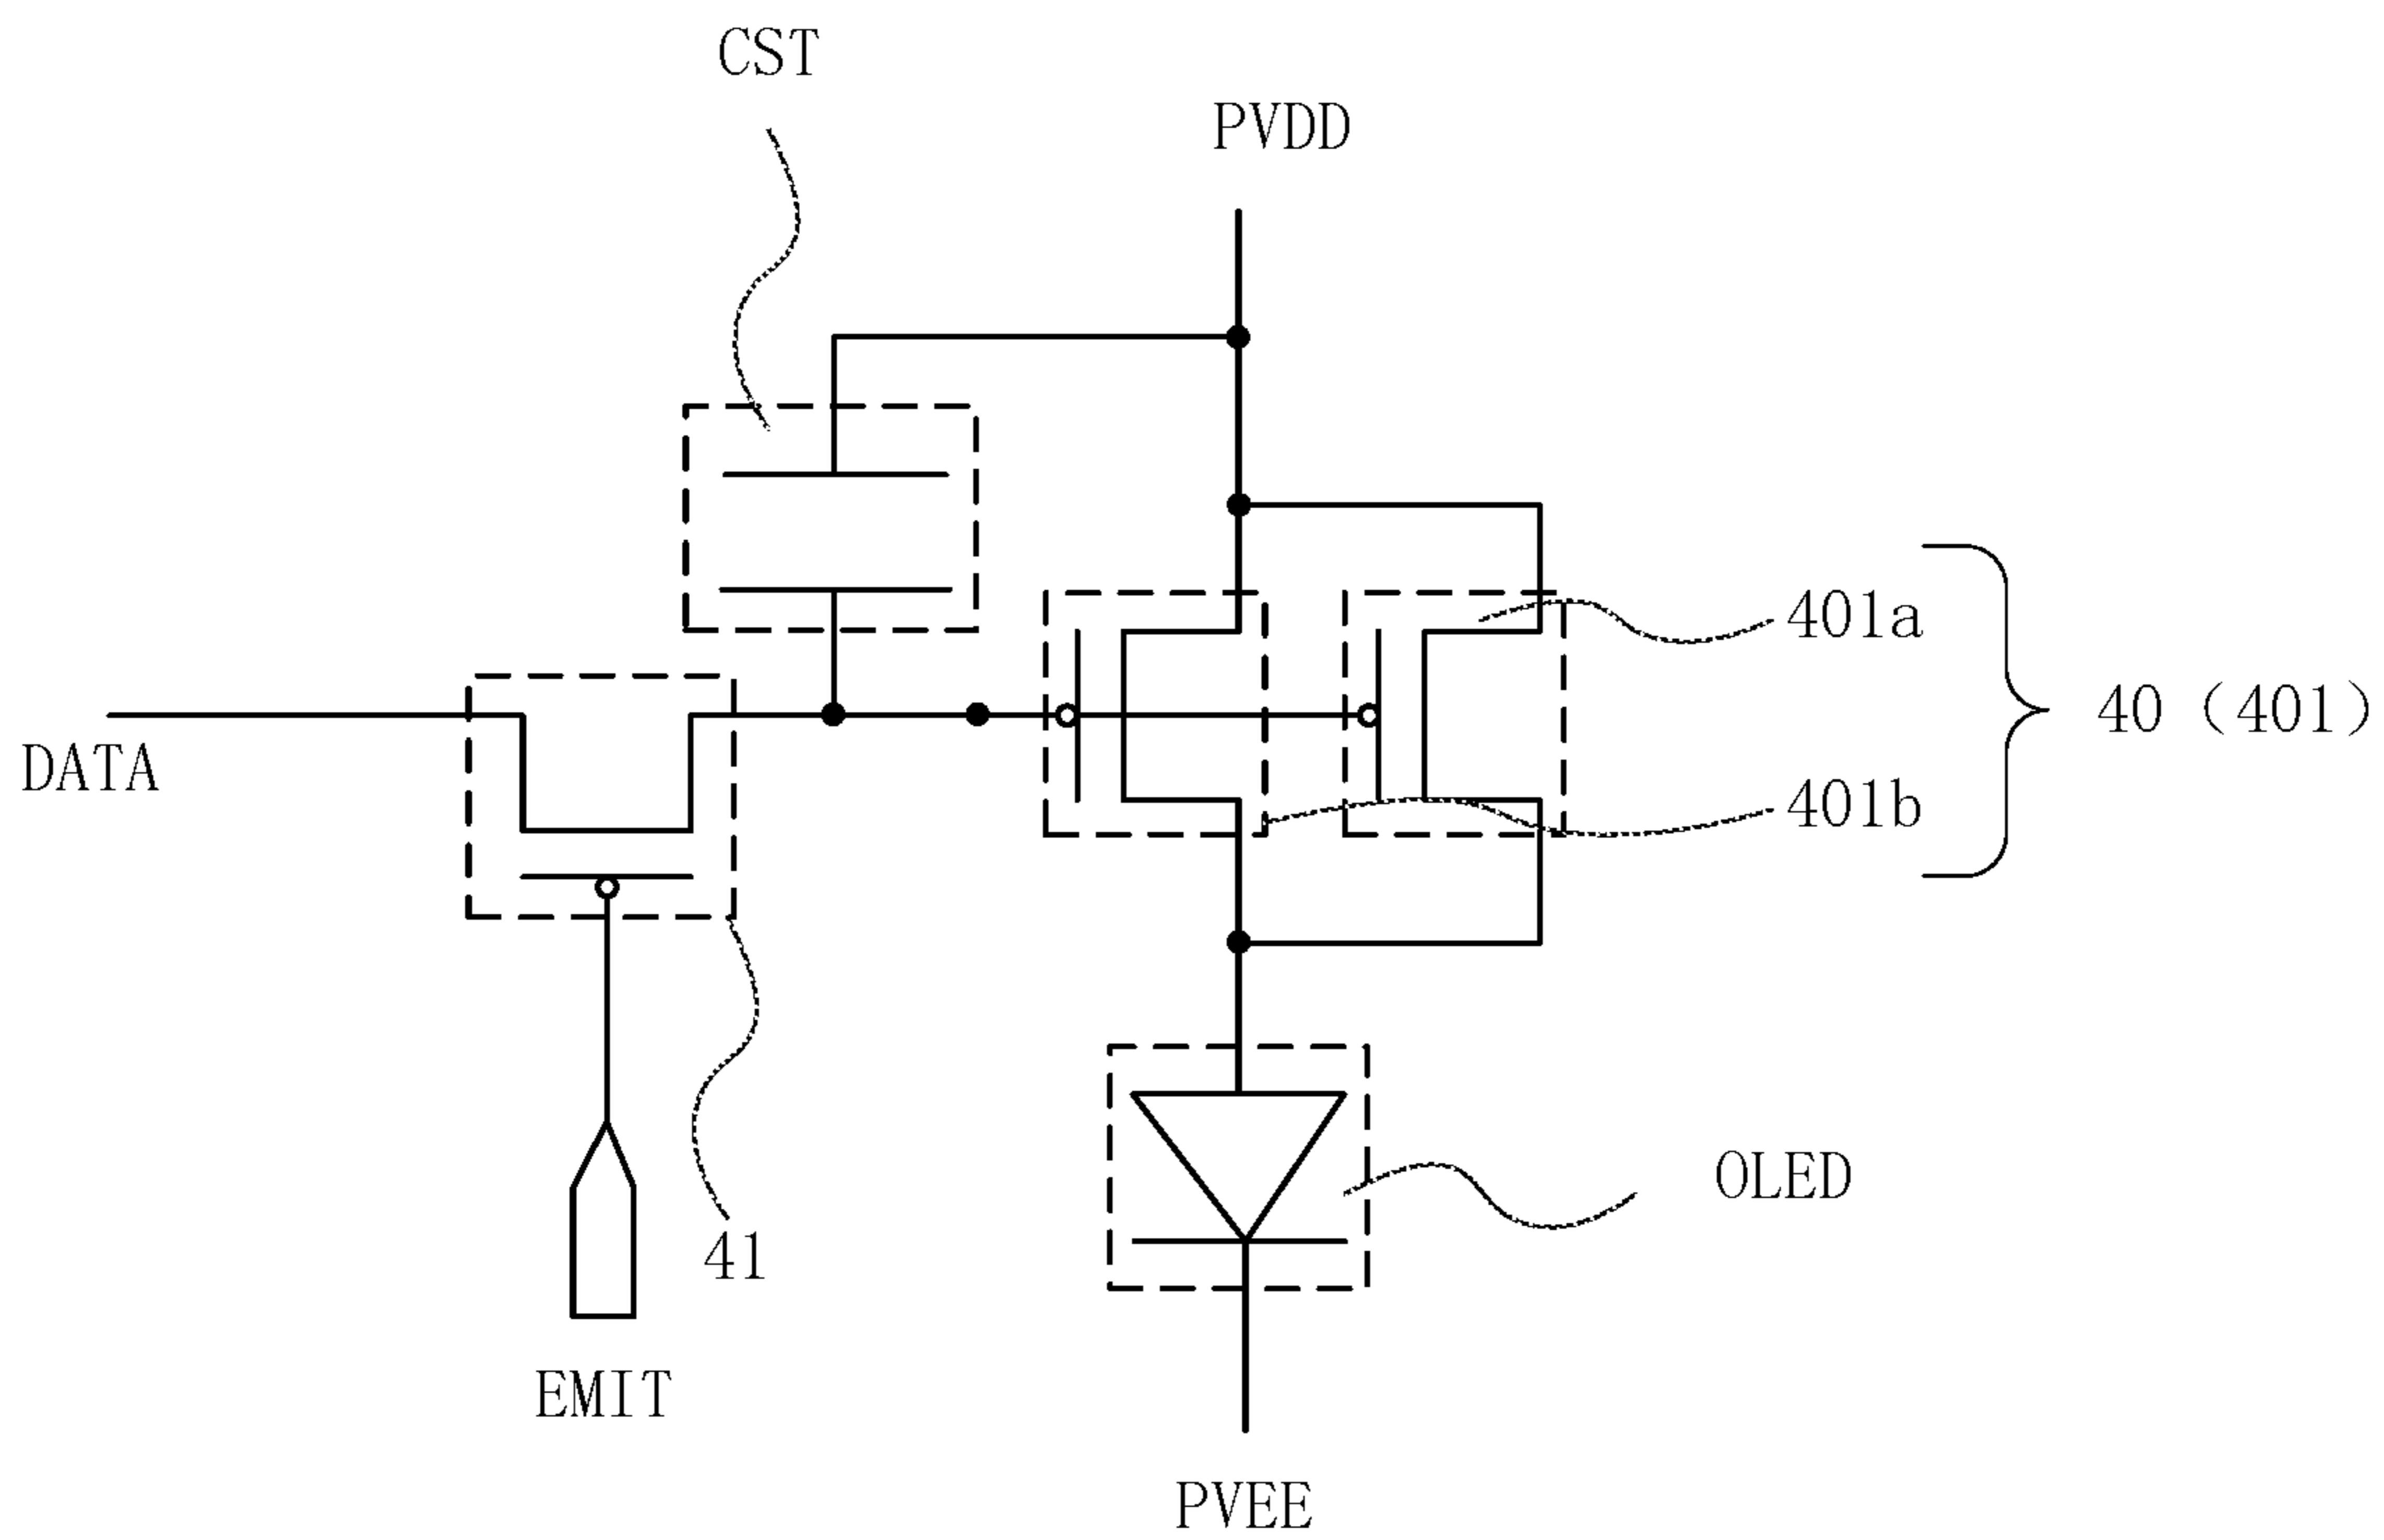 CST
PVDD
401a
40（401）
DATA
401b
OLED
41
EMIT
PVEE